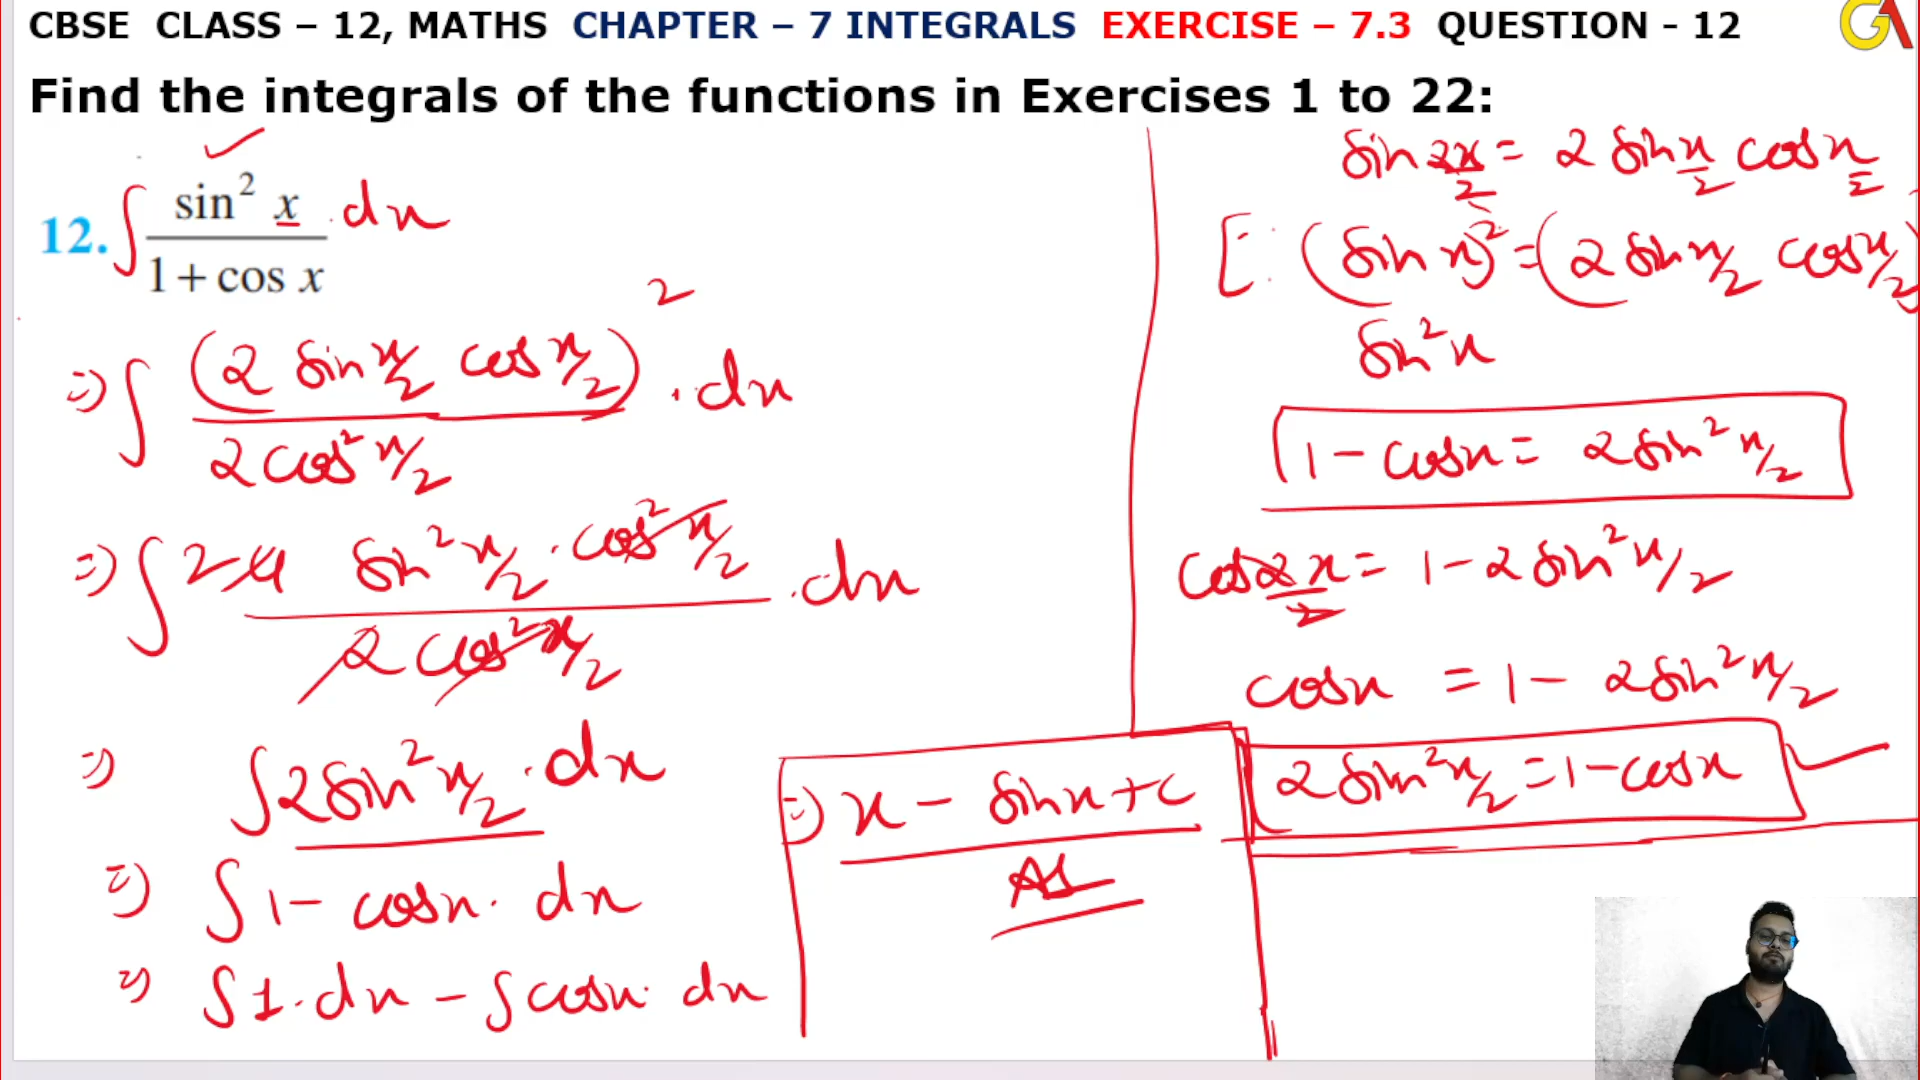 CBSE CLASS – 12, MATHS CHAPTER – 7 INTEGRALS EXERCISE – 7.3 QUESTION - 12
GA
Find the integrals of the functions in Exercises 1 to 22:
12. ∫ sin² x / (1 + cos x) . dx
⇒ ∫ (2 sin x/2 cos x/2)² / 2 cos² x/2 . dx
⇒ ∫ 2 4 sin² x/2 . cos² x/2 / 2 cos² x/2 . dx
⇒ ∫ 2 sin² x/2 . dx
⇒ ∫ 1 - cos x . dx
⇒ ∫ 1 . dx - ∫ cos x . dx
⇒ x - sin x + c
sin 2x/2 = 2 sin x/2 cos x/2
[∵ (sin x)² = (2 sin x/2 cos x/2)
sin² x
1 - cos x = 2 sin² x/2
cos 2x/2 = 1 - 2 sin² x/2
cos x = 1 - 2 sin² x/2
2 sin² x/2 = 1 - cos x